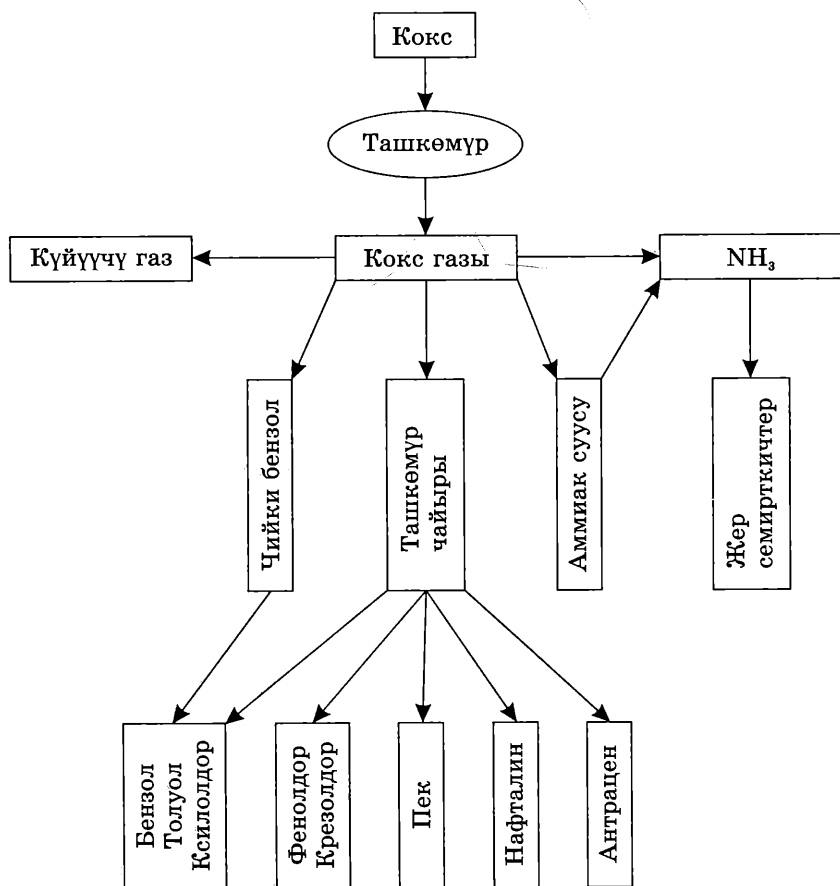 Кокс
Ташкөмүр
Күйүүчү газ
Кокс газы
NH₃
Чийки бензол
Ташкөмүр
чайыры
Аммиак суусу
Жер
семирткичтер
Бензол
Толуол
Ксилолдор
Фенолдор
Крезолдор
Пек
Нафталин
Антрацен